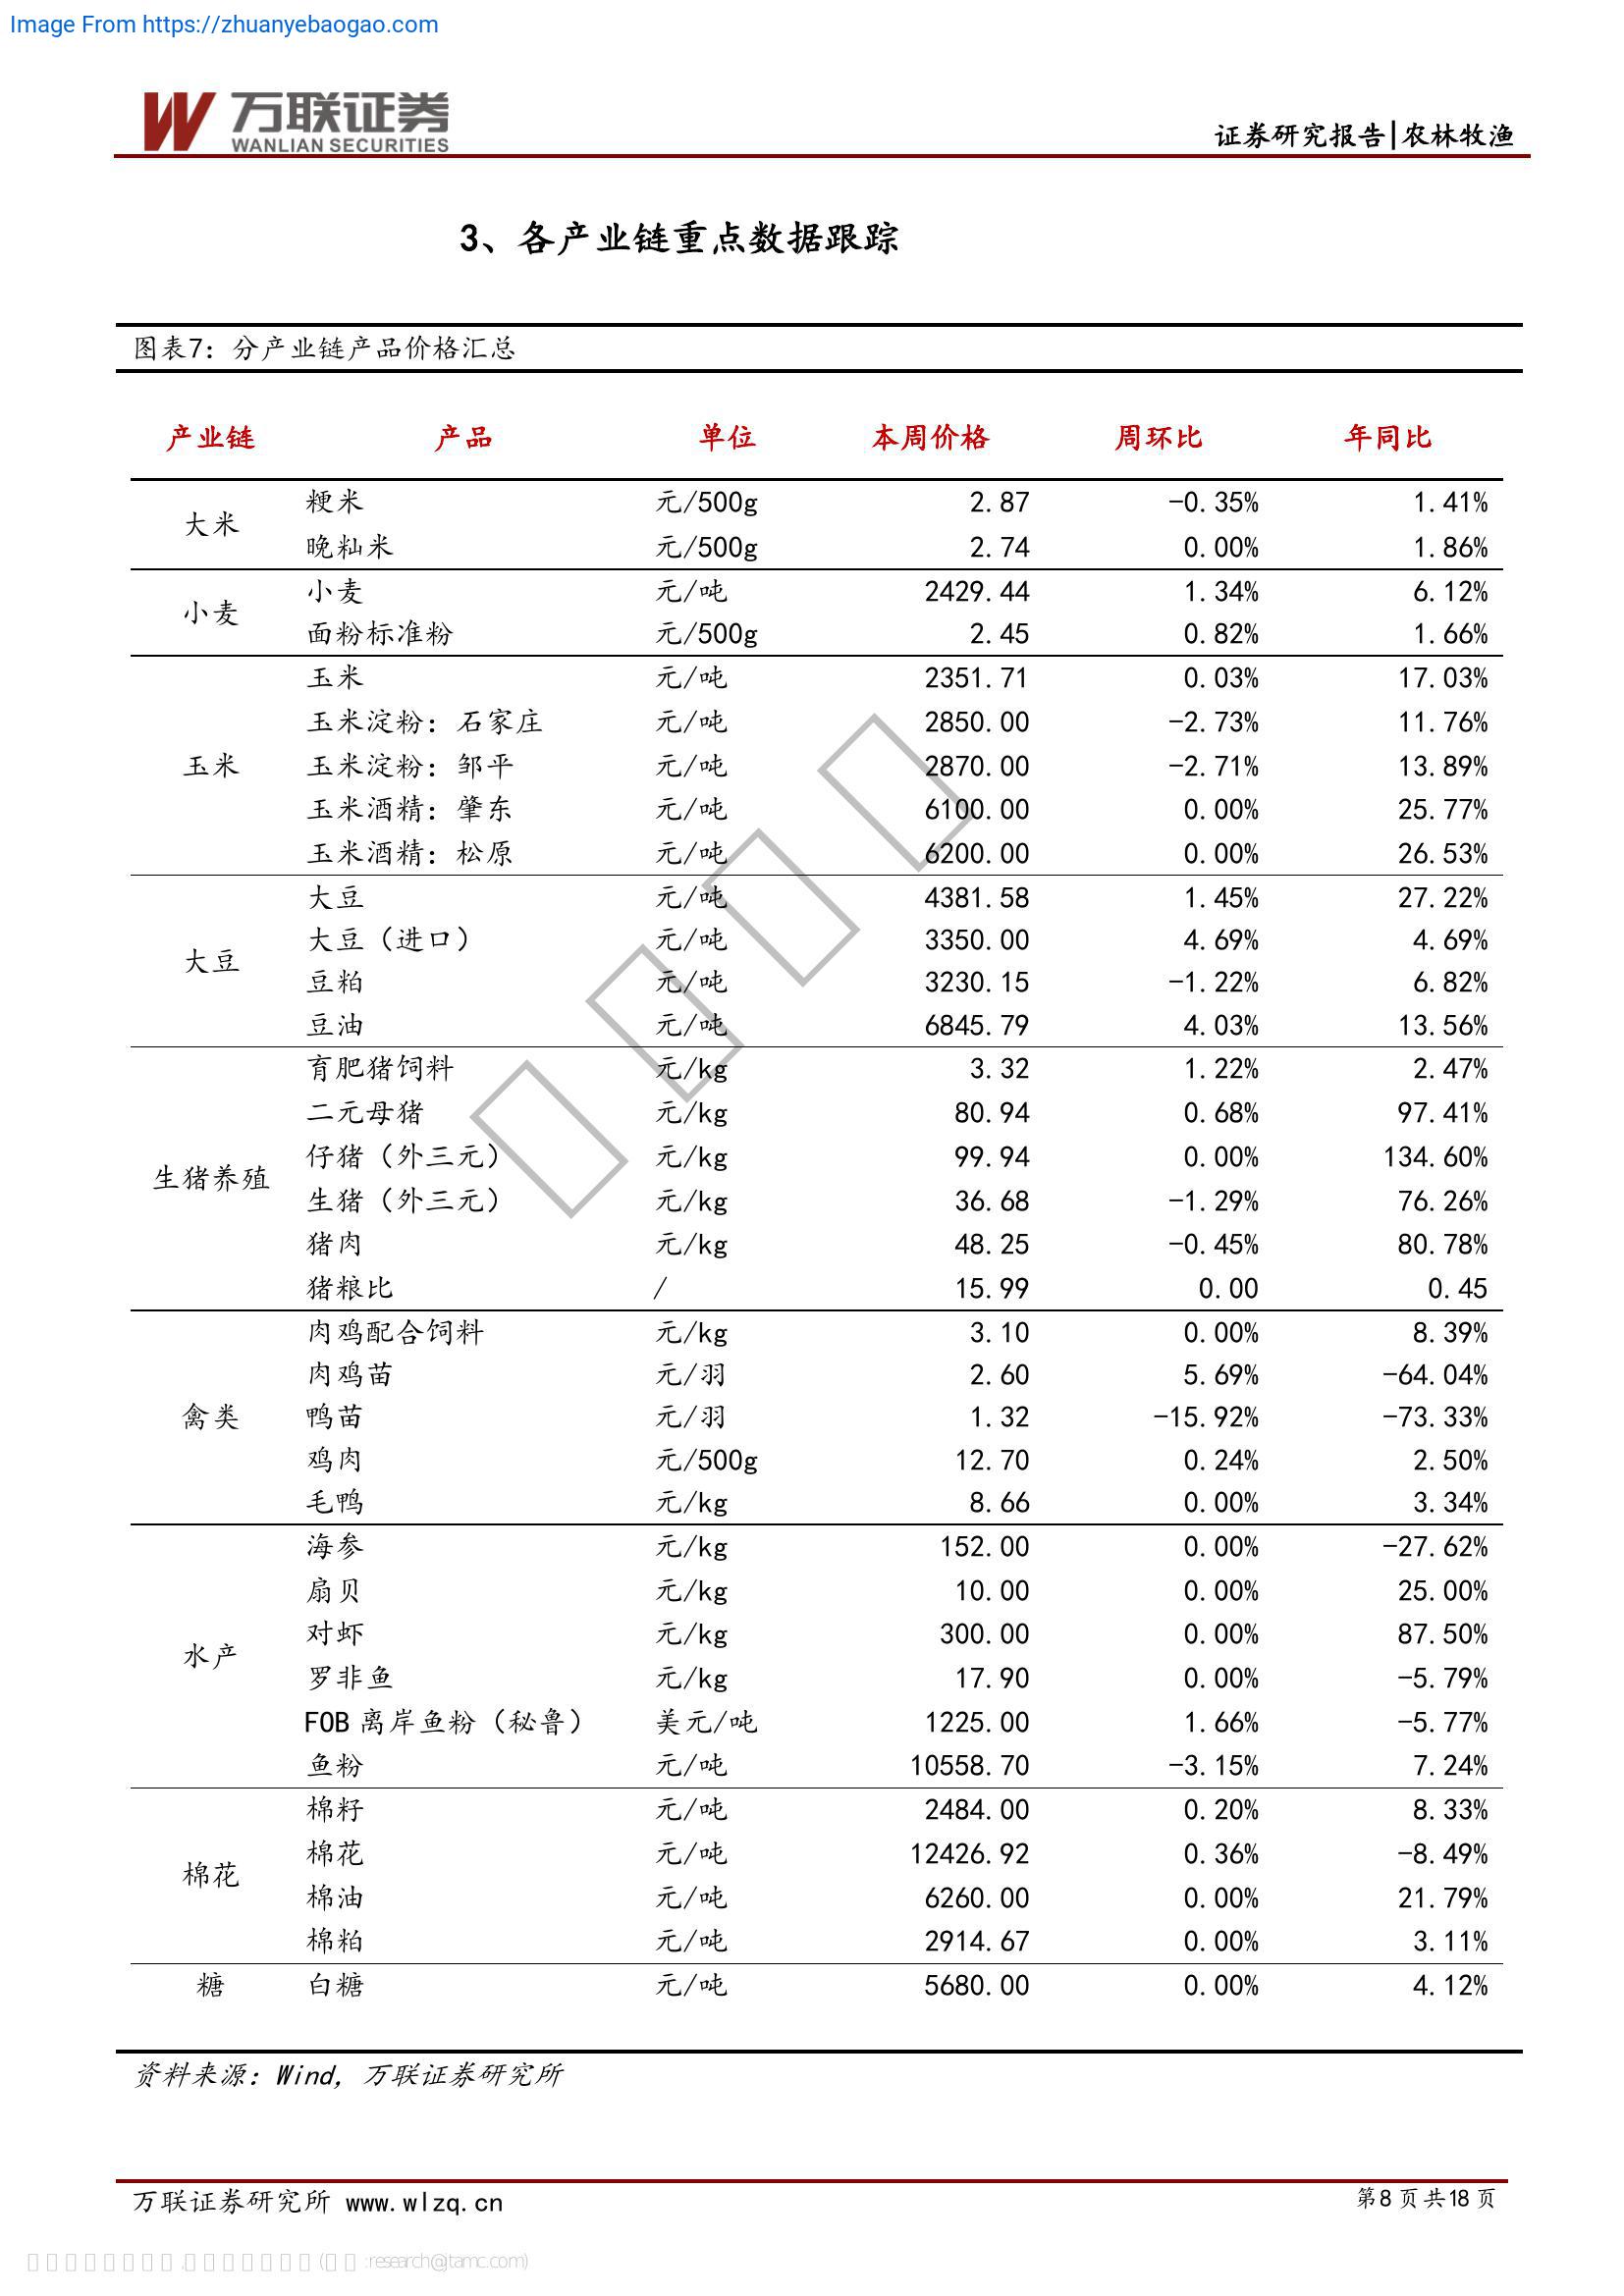 Image From https://zhuanyebaogao.com
万联证券
WANLIAN SECURITIES
证券研究报告|农林牧渔
3、各产业链重点数据跟踪
图表7：分产业链产品价格汇总
产业链 产品 单位 本周价格 周环比 年同比
大米 粳米 元/500g 2.87 -0.35% 1.41%
晚籼米 元/500g 2.74 0.00% 1.86%
小麦 小麦 元/吨 2429.44 1.34% 6.12%
面粉标准粉 元/500g 2.45 0.82% 1.66%
玉米 玉米 元/吨 2351.71 0.03% 17.03%
玉米淀粉：石家庄 元/吨 2850.00 -2.73% 11.76%
玉米淀粉：邹平 元/吨 2870.00 -2.71% 13.89%
玉米酒精：肇东 元/吨 6100.00 0.00% 25.77%
玉米酒精：松原 元/吨 6200.00 0.00% 26.53%
大豆 大豆 元/吨 4381.58 1.45% 27.22%
大豆（进口） 元/吨 3350.00 4.69% 4.69%
豆粕 元/吨 3230.15 -1.22% 6.82%
豆油 元/吨 6845.79 4.03% 13.56%
生猪养殖 育肥猪饲料 元/kg 3.32 1.22% 2.47%
二元母猪 元/kg 80.94 0.68% 97.41%
仔猪（外三元） 元/kg 99.94 0.00% 134.60%
生猪（外三元） 元/kg 36.68 -1.29% 76.26%
猪肉 元/kg 48.25 -0.45% 80.78%
猪粮比 / 15.99 0.00 0.45
禽类 肉鸡配合饲料 元/kg 3.10 0.00% 8.39%
肉鸡苗 元/羽 2.60 5.69% -64.04%
鸭苗 元/羽 1.32 -15.92% -73.33%
鸡肉 元/500g 12.70 0.24% 2.50%
毛鸭 元/kg 8.66 0.00% 3.34%
水产 海参 元/kg 152.00 0.00% -27.62%
扇贝 元/kg 10.00 0.00% 25.00%
对虾 元/kg 300.00 0.00% 87.50%
罗非鱼 元/kg 17.90 0.00% -5.79%
FOB 离岸鱼粉（秘鲁） 美元/吨 1225.00 1.66% -5.77%
鱼粉 元/吨 10558.70 -3.15% 7.24%
棉花 棉籽 元/吨 2484.00 0.20% 8.33%
棉花 元/吨 12426.92 0.36% -8.49%
棉油 元/吨 6260.00 0.00% 21.79%
棉粕 元/吨 2914.67 0.00% 3.11%
糖 白糖 元/吨 5680.00 0.00% 4.12%
资料来源：Wind，万联证券研究所
万联证券研究所 www.wlzq.cn
第8页共18页
research@jtamc.com)